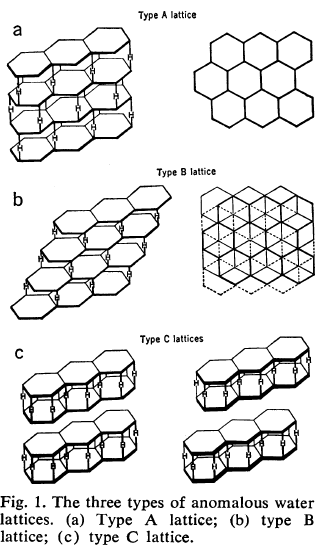 Type A lattice
a
H H H H H H H H H H H H
Type B lattice
b
H H H H H H H H H
Type C lattices
c
H H H H H H H H H H H H
H H H H H H H H H H H H
Fig. 1. The three types of anomalous water
lattices. (a) Type A lattice; (b) type B
lattice; (c) type C lattice.